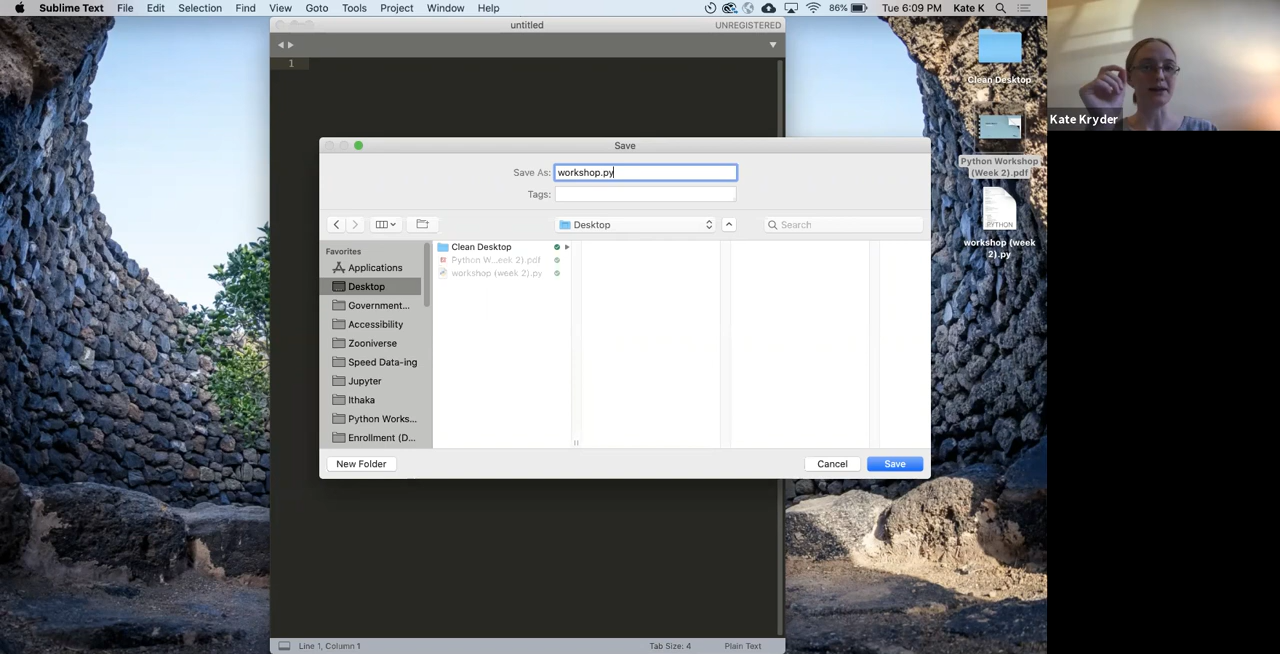 Sublime Text File Edit Selection Find View Goto Tools Project Window Help 86% Tue 6:09 PM Kate K
untitled UNREGISTERED
1
Save
Save As: workshop.py
Tags:
Desktop Search
Favorites
Applications
Desktop
Government...
Accessibility
Zooniverse
Speed Data-ing
Jupyter
Ithaka
Python Works...
Enrollment (D...
Clean Desktop
Python W...eek 2).pdf
workshop (week 2).py
New Folder Cancel Save
Line 1, Column 1 Tab Size: 4 Plain Text
Clean Desktop
Python Workshop
(Week 2).pdf
PYTHON
workshop (week
2).py
Kate Kryder